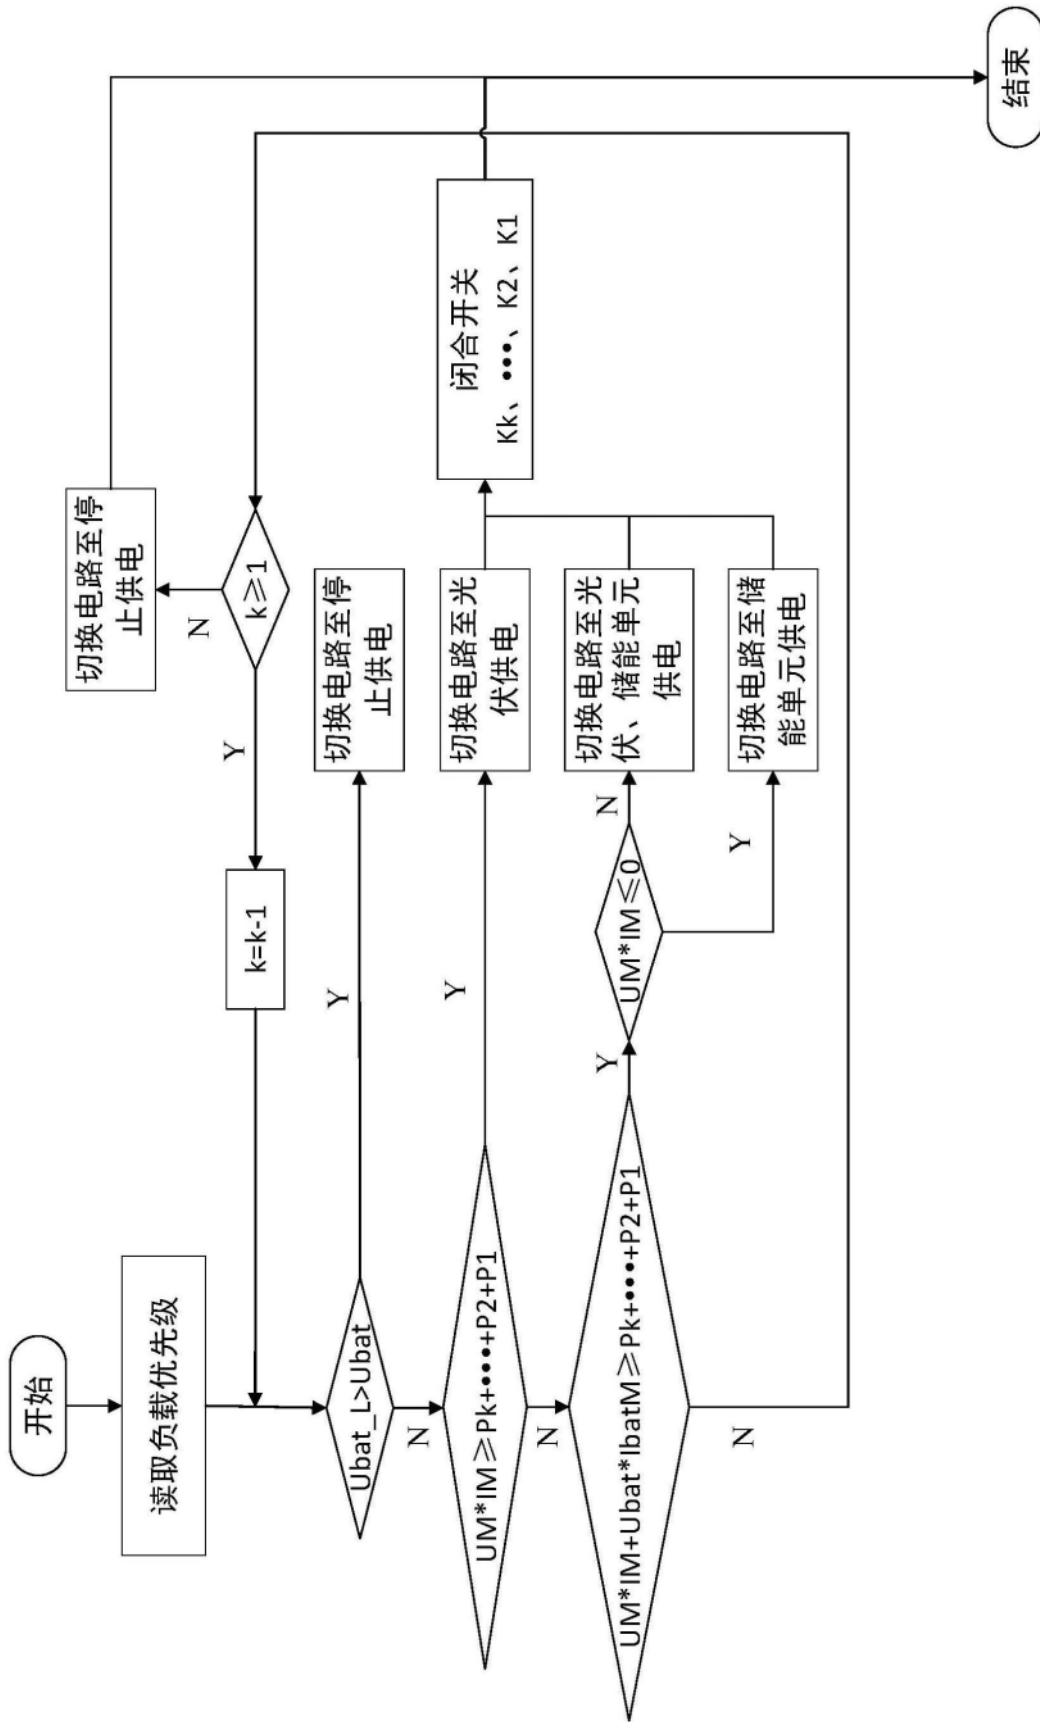 开始
读取负载优先级
Ubat_L>Ubat
Y
切换电路至停
止供电
N
UM*IM≥Pk+••••+P2+P1
Y
切换电路至光
伏供电
N
UM*IM+Ubat*IbatM≥Pk+••••+P2+P1
Y
UM*IM≤0
N
切换电路至光
伏、储能单元
供电
Y
切换电路至储
能单元供电
N
闭合开关
Kk、•••、K2、K1
k≥1
Y
k=k-1
N
切换电路至停
止供电
结束